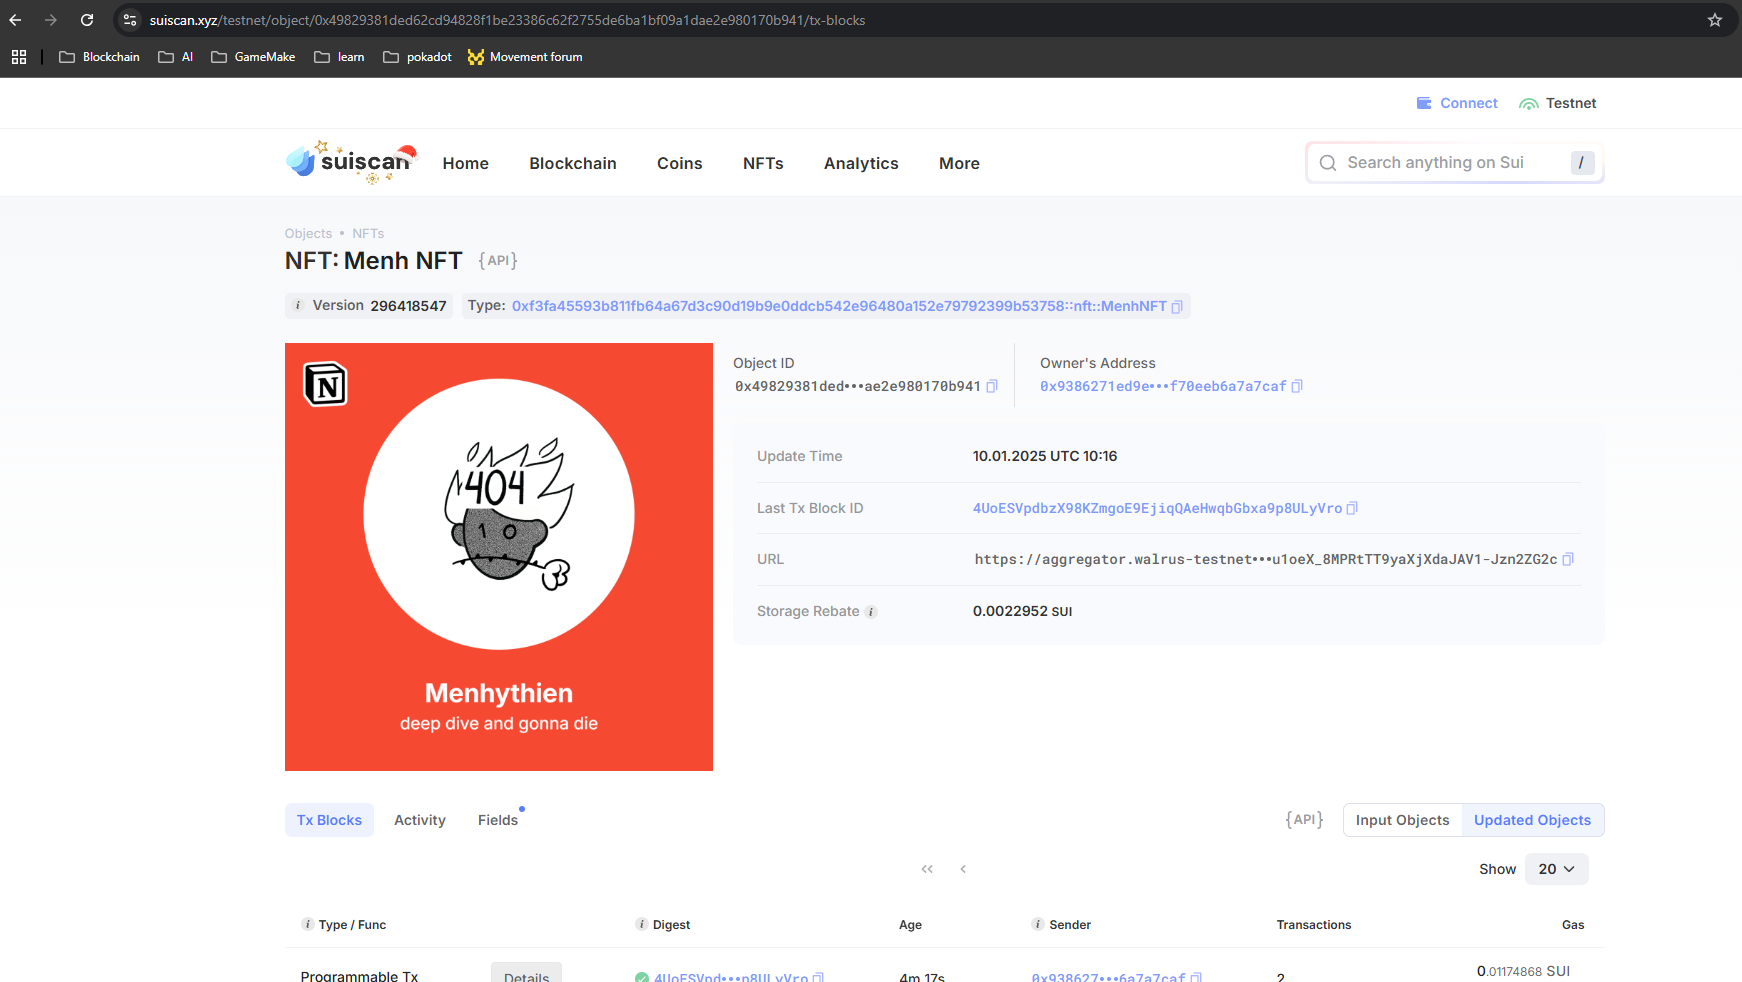 suiscan.xyz/testnet/object/0x49829381ded62cd94828f1be23386c62f2755de6ba1bf09a1dae2e980170b941/tx-blocks
Blockchain AI GameMake learn pokadot Movement forum
Connect Testnet
suiscan Home Blockchain Coins NFTs Analytics More Search anything on Sui /
Objects • NFTs
NFT: Menh NFT {API}
i Version 296418547 Type: 0xf3fa45593b811fb64a67d3c90d19b9e0ddcb542e96480a152e79792399b53758::nft::MenhNFT
N
404
1 0
Menhythien
deep dive and gonna die
Object ID Owner's Address
0x49829381ded•••ae2e980170b941 0x9386271ed9e•••f70eeb6a7a7caf
Update Time 10.01.2025 UTC 10:16
Last Tx Block ID 4UoESVpdbzX98KZmgoE9EjiqQAeHwqbGbxa9p8ULyVro
URL https://aggregator.walrus-testnet•••u1oeX_8MPRtTT9yaXjXdaJAV1-Jzn2ZG2c
Storage Rebate i 0.0022952 SUI
Tx Blocks Activity Fields {API} Input Objects Updated Objects
Show 20
i Type / Func i Digest Age i Sender Transactions Gas
Programmable Tx Details 4UoESVpd•••p8ULyVro 4m 17s 0x938627•••6a7a7caf 2 0.01174868 SUI